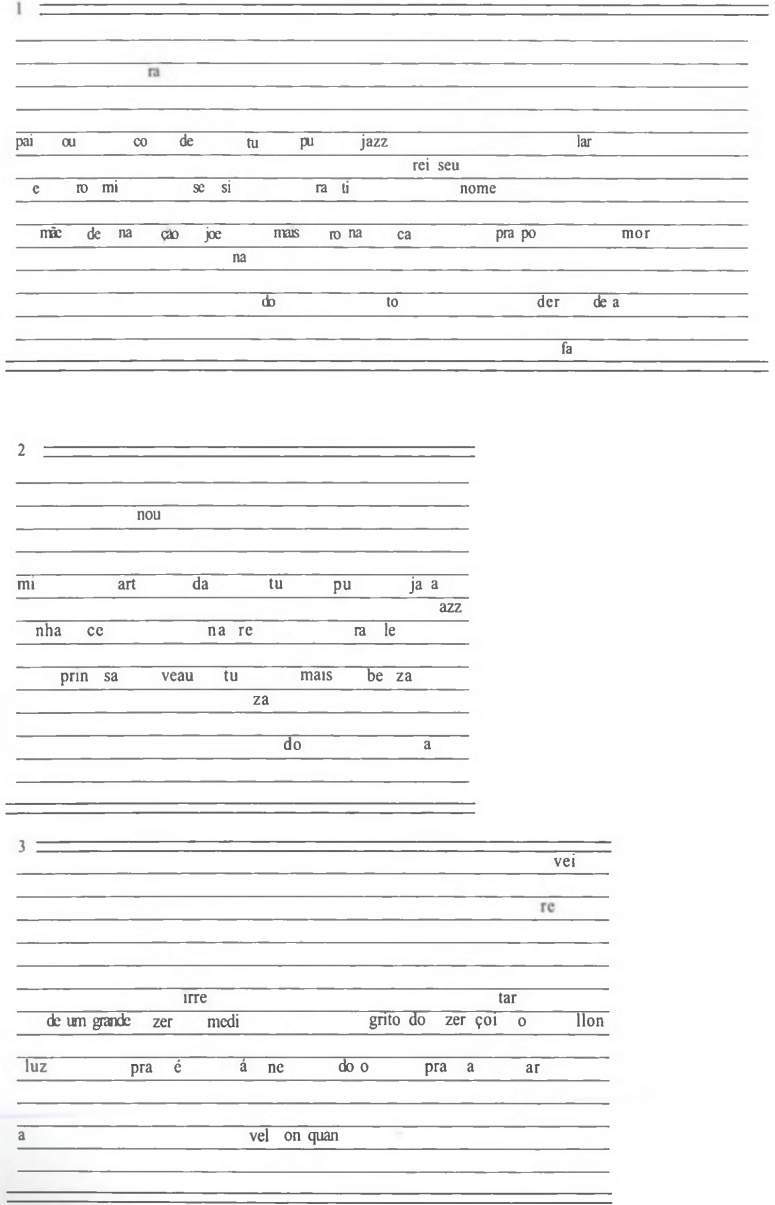 1
ra
pai ou co de tu pu jazz lar
rei seu
e ro mi se si ra ti nome
mãe de na ção joe mais ro na ca pra po mor
na
do to der de a
fa
2
nou
mi art da tu pu ja a
azz
nha ce na re ra le
prin sa veau tu mais be za
za
do a
3
vei
re
irre tar
de um grande zer medi grito do zer çoi o llon
luz pra é á ne do o pra a ar
a vel on quan